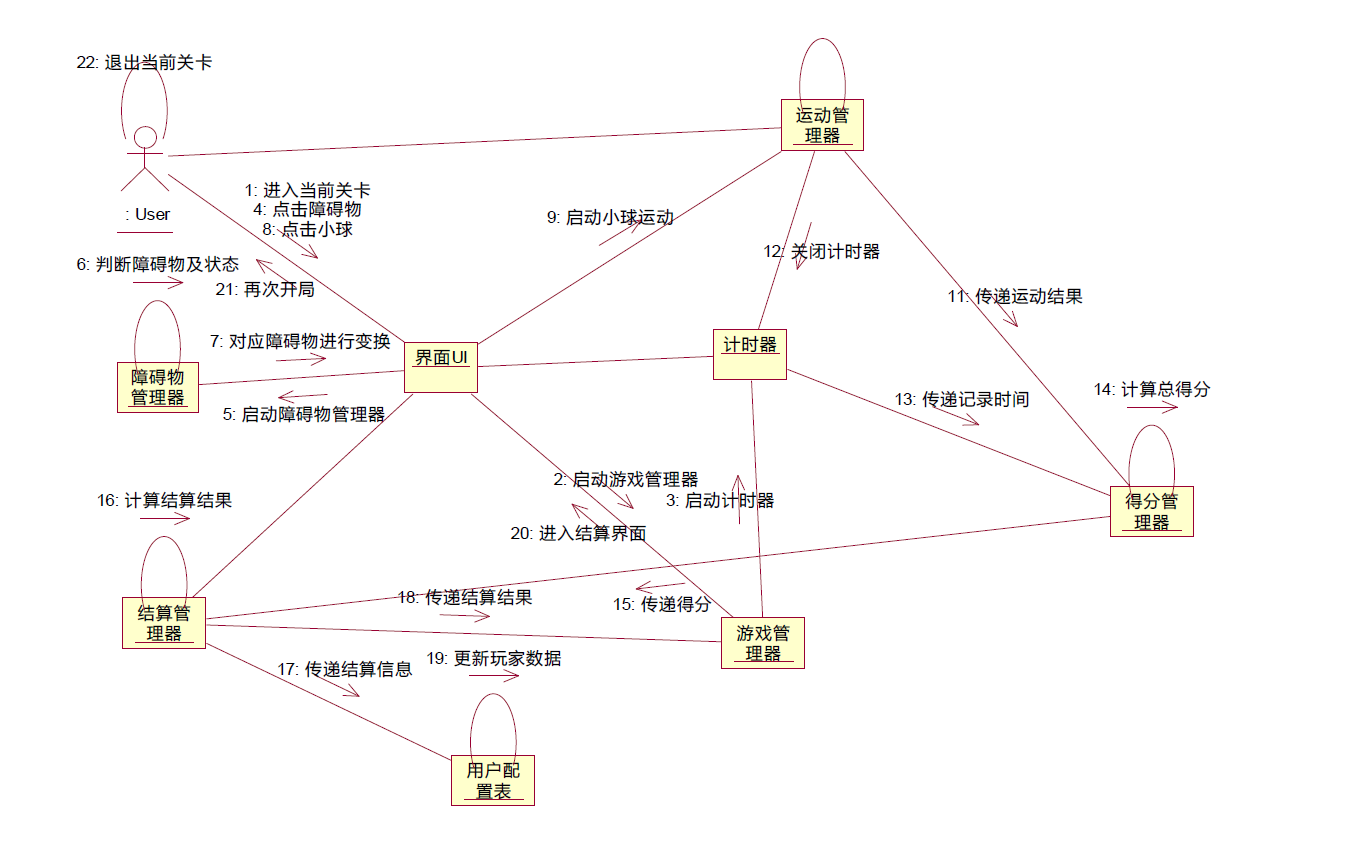 22: 退出当前关卡
运动管
理器
: User
1: 进入当前关卡
4: 点击障碍物
8: 点击小球
9: 启动小球运动
12: 关闭计时器
6: 判断障碍物及状态
21: 再次开局
11: 传递运动结果
7: 对应障碍物进行变换
界面UI
计时器
障碍物
管理器
5: 启动障碍物管理器
13: 传递记录时间
14: 计算总得分
2: 启动游戏管理器
3: 启动计时器
16: 计算结算结果
得分管
理器
20: 进入结算界面
18: 传递结算结果
15: 传递得分
结算管
理器
游戏管
理器
17: 传递结算信息
19: 更新玩家数据
用户配
置表